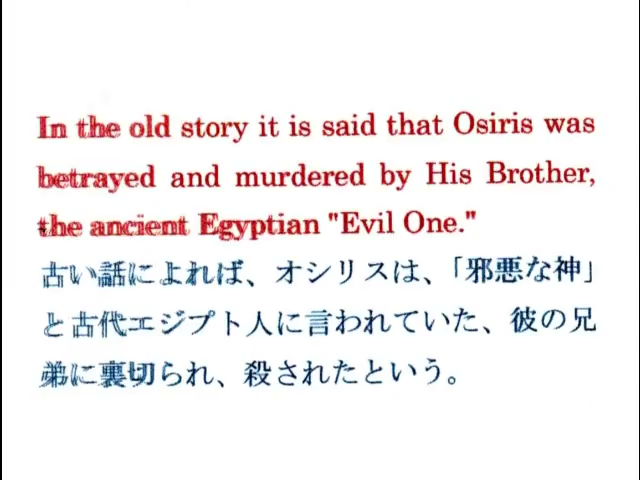 In the old story it is said that Osiris was
betrayed and murdered by His Brother,
the ancient Egyptian "Evil One."
古い話によれば、オシリスは、「邪悪な神」
と古代エジプト人に言われていた、彼の兄
弟に裏切られ、殺されたという。